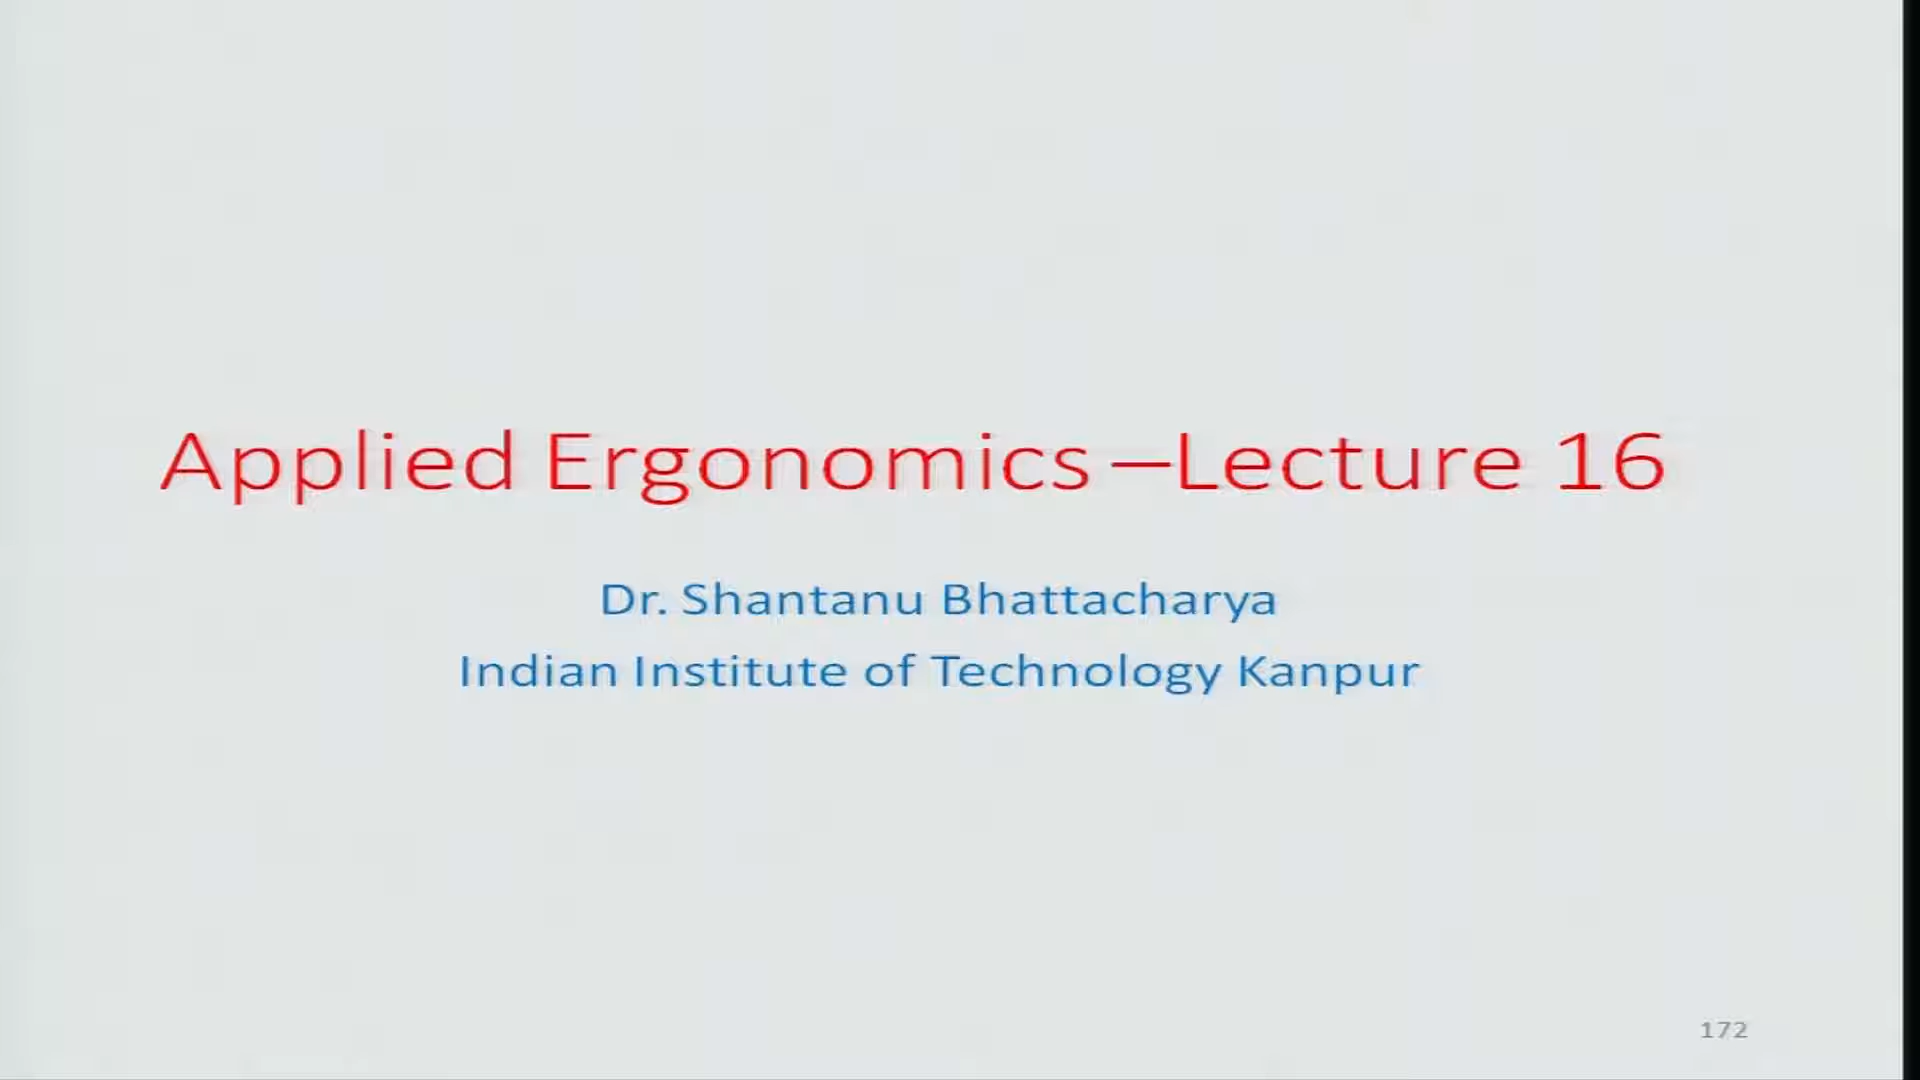 Applied Ergonomics –Lecture 16
Dr. Shantanu Bhattacharya
Indian Institute of Technology Kanpur
172